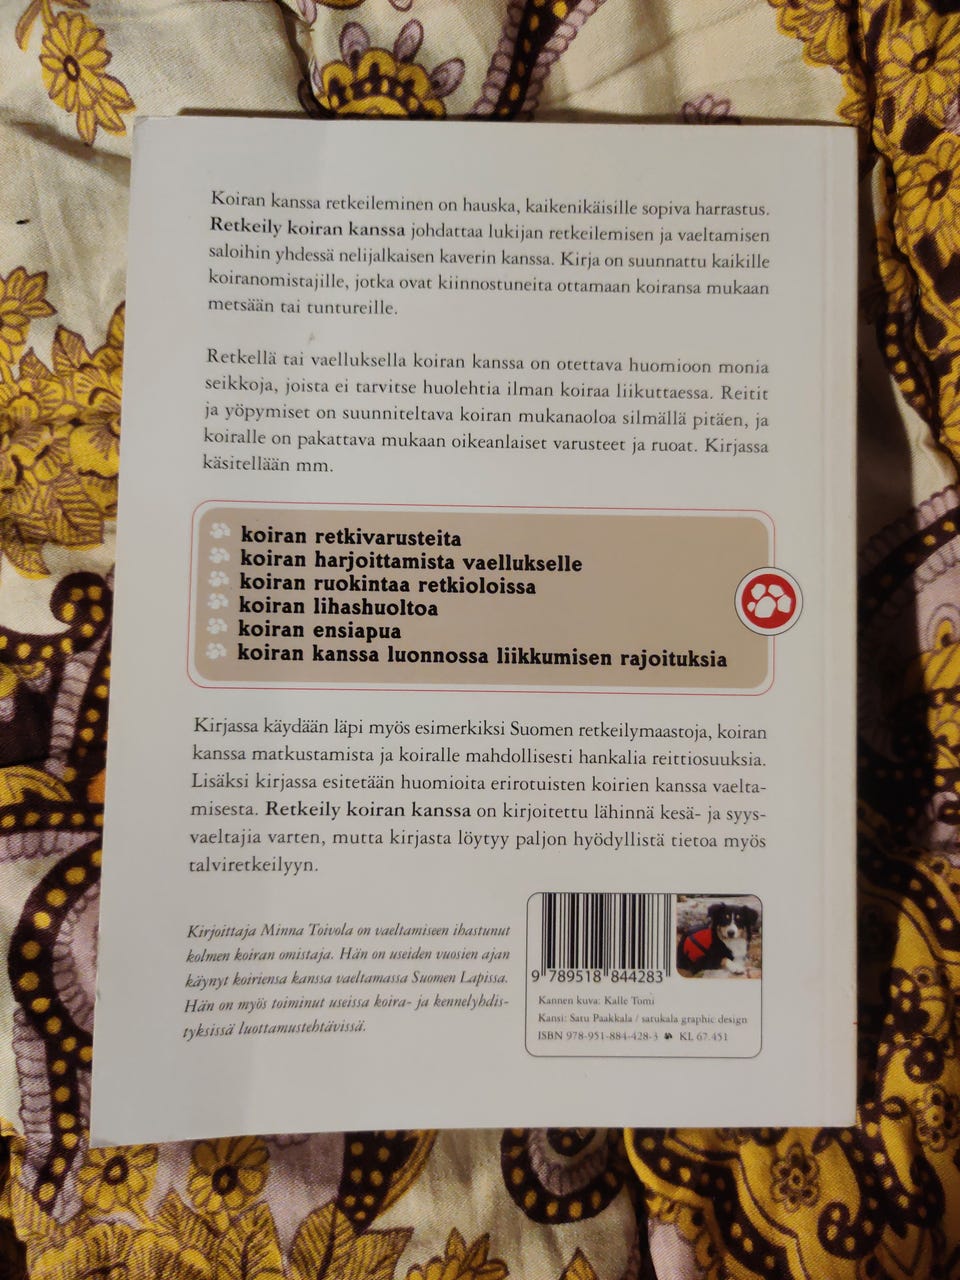 Koiran kanssa retkeileminen on hauska, kaikenikäisille sopiva harrastus.
Retkeily koiran kanssa johdattaa lukijan retkeilemisen ja vaeltamisen
saloihin yhdessä nelijalkaisen kaverin kanssa. Kirja on suunnattu kaikille
koiranomistajille, jotka ovat kiinnostuneita ottamaan koiransa mukaan
metsään tai tuntureille.
Retkellä tai vaelluksella koiran kanssa on otettava huomioon monia
seikkoja, joista ei tarvitse huolehtia ilman koiraa liikuttaessa. Reitit
ja yöpymiset on suunniteltava koiran mukanaoloa silmällä pitäen, ja
koiralle on pakattava mukaan oikeanlaiset varusteet ja ruoat. Kirjassa
käsitellään mm.
koiran retkivarusteita
koiran harjoittamista vaellukselle
koiran ruokintaa retkioloissa
koiran lihashuoltoa
koiran ensiapua
koiran kanssa luonnossa liikkumisen rajoituksia
Kirjassa käydään läpi myös esimerkiksi Suomen retkeilymaastoja, koiran
kanssa matkustamista ja koiralle mahdollisesti hankalia reittiosuuksia.
Lisäksi kirjassa esitetään huomioita erirotuisten koirien kanssa vaelta-
misesta. Retkeily koiran kanssa on kirjoitettu lähinnä kesä- ja syys-
vaeltajia varten, mutta kirjasta löytyy paljon hyödyllistä tietoa myös
talviretkeilyyn.
Kirjoittaja Minna Toivola on vaeltamiseen ihastunut
kolmen koiran omistaja. Hän on useiden vuosien ajan
käynyt koiriensa kanssa vaeltamassa Suomen Lapissa.
Hän on myös toiminut useissa koira- ja kennelyhdis-
tyksissä luottamustehtävissä.
9 789518 844283
Kannen kuva: Kalle Tomi
Kansi: Satu Paakkala / satukala graphic design
ISBN 978-951-884-428-3 KL 67.451